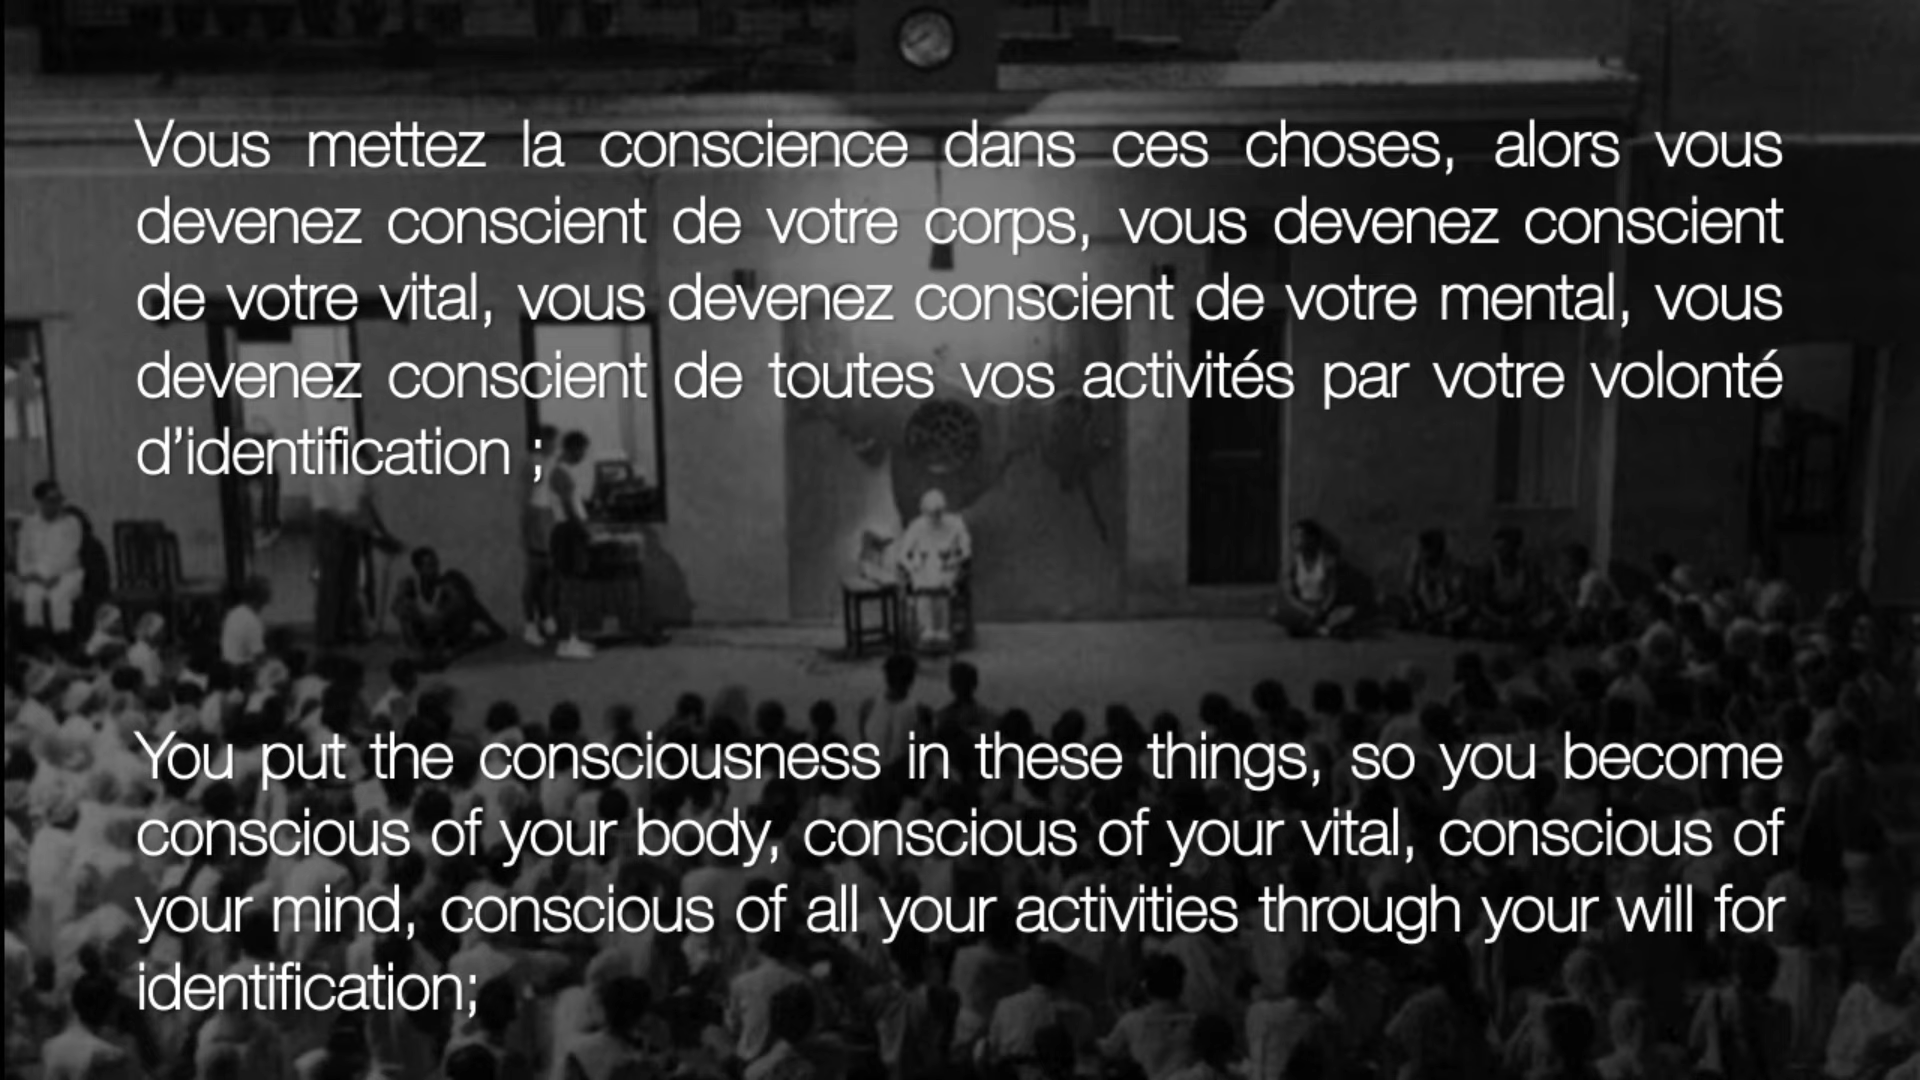 Vous mettez la conscience dans ces choses, alors vous
devenez conscient de votre corps, vous devenez conscient
de votre vital, vous devenez conscient de votre mental, vous
devenez conscient de toutes vos activités par votre volonté
d’identification ;
You put the consciousness in these things, so you become
conscious of your body, conscious of your vital, conscious of
your mind, conscious of all your activities through your will for
identification;